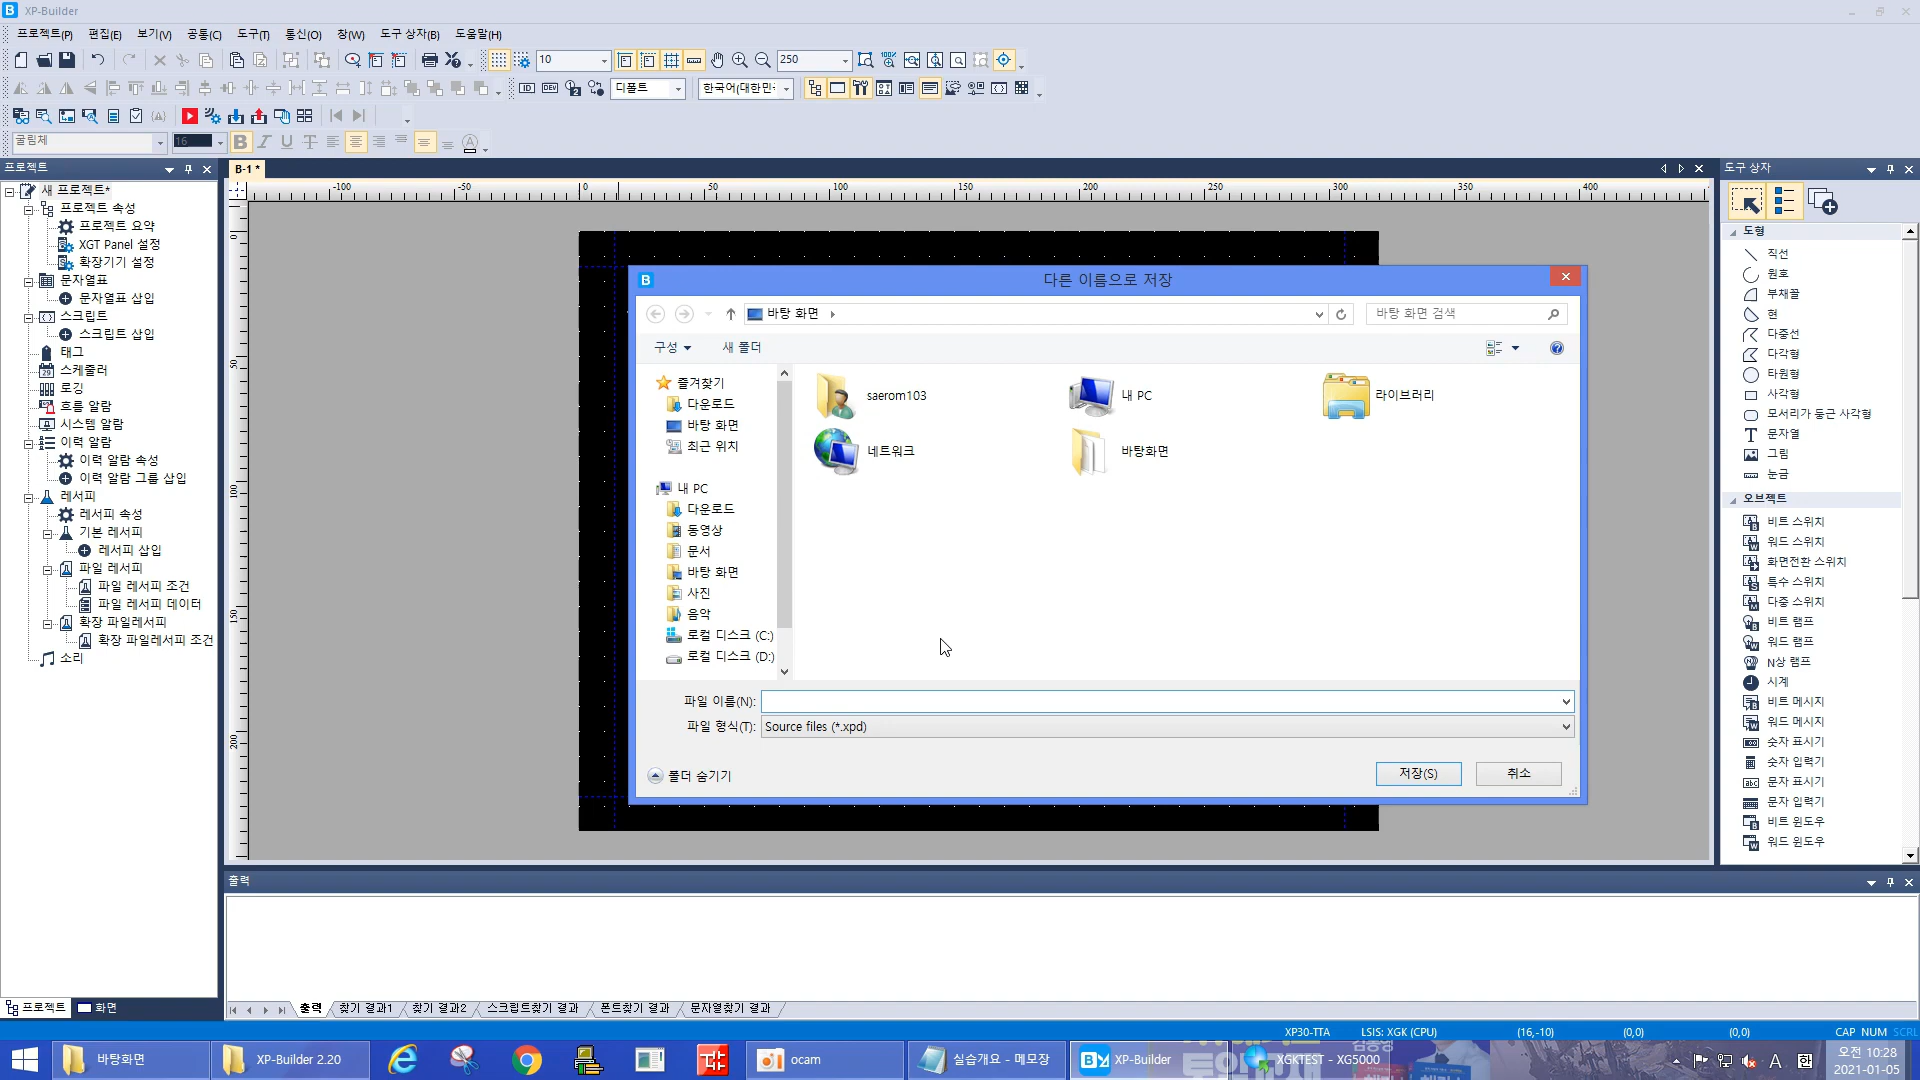 XP-Builder
프로젝트(P) 편집(E) 보기(V) 공통(C) 도구(T) 통신(O) 창(W) 도구 상자(B) 도움말(H)
10 250
디폴트 한국어(대한민
굴림체 16
프로젝트
새 프로젝트*
프로젝트 속성
프로젝트 요약
XGT Panel 설정
확장기기 설정
문자열표
문자열표 삽입
스크립트
스크립트 삽입
태그
스케줄러
로깅
흐름 알람
시스템 알람
이력 알람
이력 알람 속성
이력 알람 그룹 삽입
레서피
레서피 속성
기본 레서피
레서피 삽입
파일 레서피
파일 레서피 조건
파일 레서피 데이터
확장 파일레서피
확장 파일레서피 조건
소리
프로젝트 화면
B-1 *
-100 -50 0 50 100 150 200 250 300 350 400
0
50
100
150
200
다른 이름으로 저장
바탕 화면
바탕 화면 검색
구성 새 폴더
즐겨찾기
다운로드
바탕 화면
최근 위치
내 PC
다운로드
동영상
문서
바탕 화면
사진
음악
로컬 디스크 (C:)
로컬 디스크 (D:)
saerom103 내 PC 라이브러리
네트워크 바탕화면
파일 이름(N):
파일 형식(T): Source files (*.xpd)
폴더 숨기기
저장(S) 취소
도구 상자
도형
직선
원호
부채꼴
현
다중선
다각형
타원형
사각형
모서리가 둥근 사각형
문자열
그림
눈금
오브젝트
비트 스위치
워드 스위치
화면전환 스위치
특수 스위치
다중 스위치
비트 램프
워드 램프
N상 램프
시계
비트 메시지
워드 메시지
숫자 표시기
숫자 입력기
문자 표시기
문자 입력기
비트 윈도우
워드 윈도우
출력
출력 찾기 결과1 찾기 결과2 스크립트찾기 결과 폰트찾기 결과 문자열찾기 결과
XP30-TTA LSIS: XGK (CPU) (16,-10) (0,0) (0,0) CAP NUM SCRL
바탕화면 XP-Builder 2.20 ocam 실습개요 - 메모장 XP-Builder XGKTEST - XG5000
A 한
오전 10:28
2021-01-05